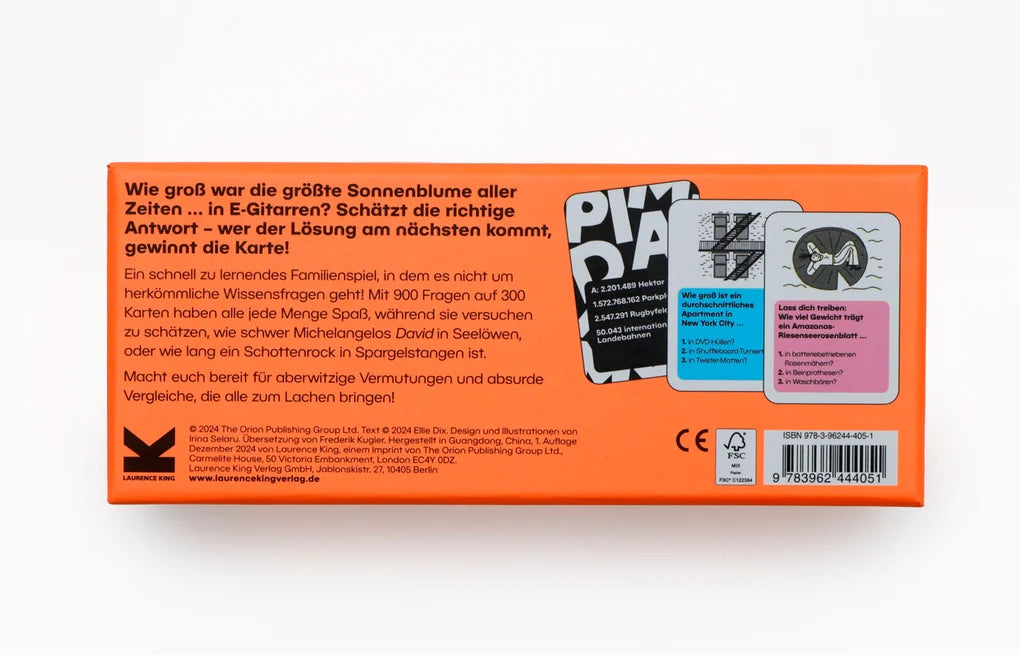 Wie groß war die größte Sonnenblume aller
Zeiten ... in E-Gitarren? Schätzt die richtige
Antwort – wer der Lösung am nächsten kommt,
gewinnt die Karte!
Ein schnell zu lernendes Familienspiel, in dem es nicht um
herkömmliche Wissensfragen geht! Mit 900 Fragen auf 300
Karten haben alle jede Menge Spaß, während sie versuchen
zu schätzen, wie schwer Michelangelos David in Seelöwen,
oder wie lang ein Schottenrock in Spargelstangen ist.
Macht euch bereit für aberwitzige Vermutungen und absurde
Vergleiche, die alle zum Lachen bringen!
LAURENCE KING
© 2024 The Orion Publishing Group Ltd. Text © 2024 Ellie Dix. Design und Illustrationen von
Irina Selaru. Übersetzung von Frederik Kugler. Hergestellt in Guangdong, China, 1. Auflage
Dezember 2024 von Laurence King, einem Imprint von The Orion Publishing Group Ltd.,
Carmelite House, 50 Victoria Embankment, London EC4Y 0DZ.
Laurence King Verlag GmbH, Jablonskistr. 27, 10405 Berlin
www.laurencekingverlag.de
A: 2.201.489 Hektar
1.572.768.162
2.547.291
50.043
Landebahnen
Wie groß ist ein
durchschnittliches
Apartment in
New York City ...
1. in DVD-Hüllen?
2. in
3. in Twister-Matten?
Lass dich treiben:
Wie viel Gewicht trägt
ein Amazonas-
Riesenseerosenblatt ...
1. in batteriebetriebenen
Rasenmähern?
2. in Beinprothesen?
3. in Waschbären?
CE
FSC
MIX
Papier
FSC® C122384
ISBN 978-3-96244-405-1
9 783962 444051